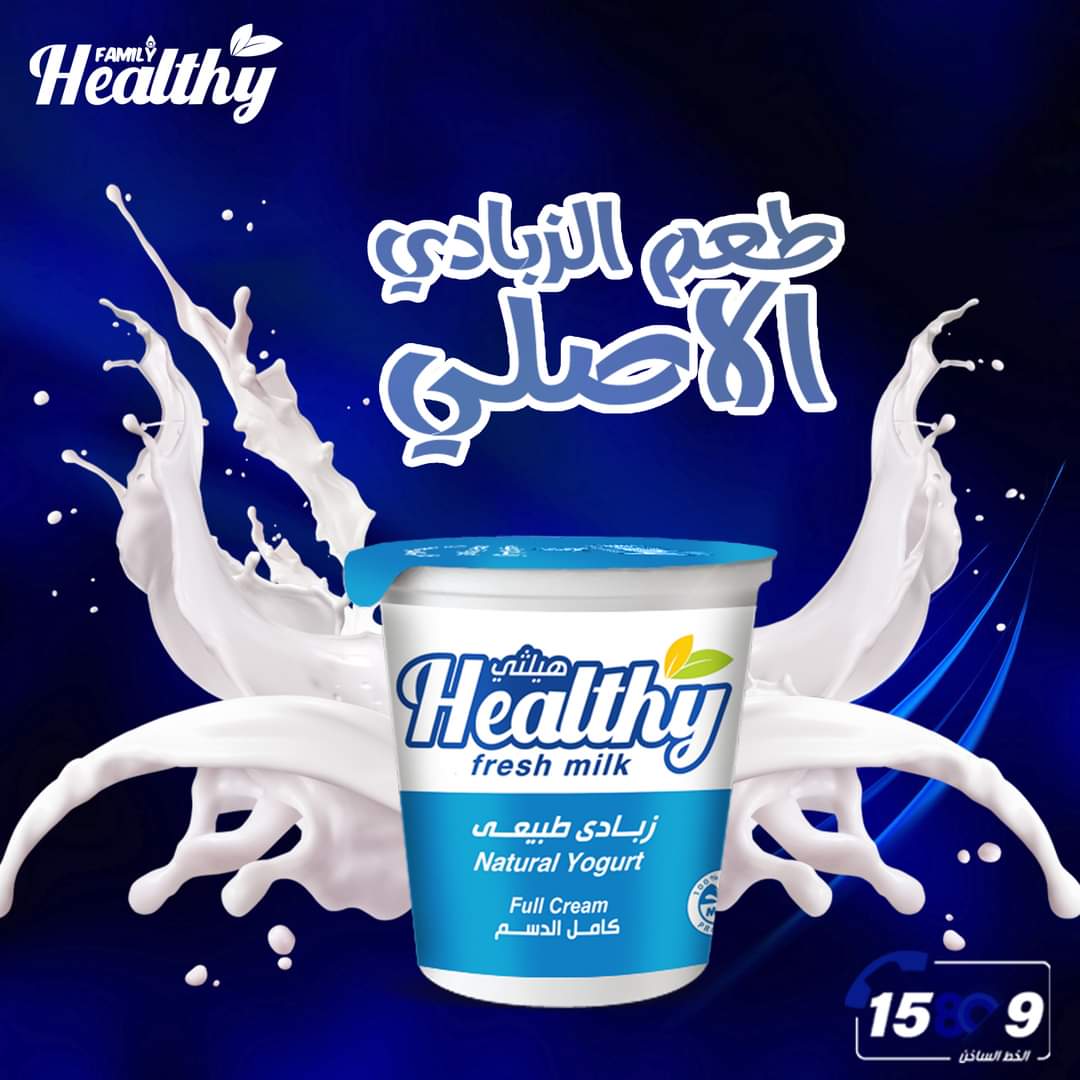 FAMILY
Healthy
طعم الزبادي
الاصلي
هيلثي
Healthy
fresh milk
زبادى طبيعى
Natural Yogurt
Full Cream
كامل الدسم
100%
15 9
الخط الساخن